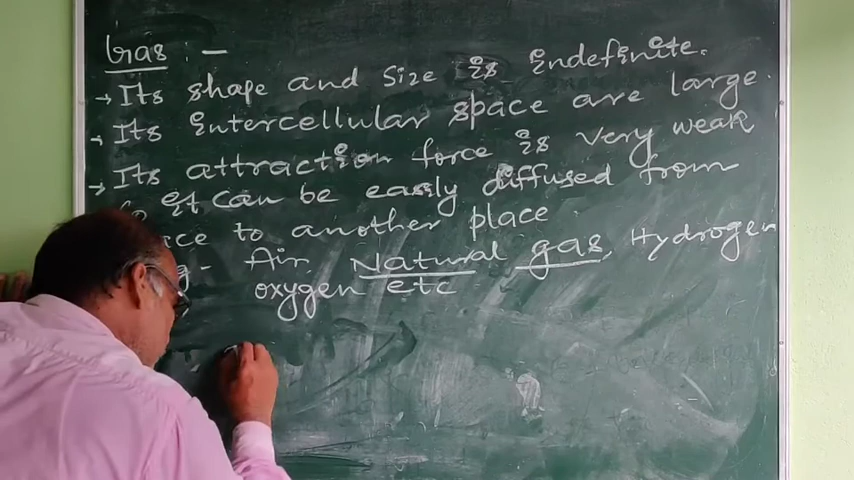 Gas : -
→ Its shape and size is indefinite.
→ Its intercellular space are large.
→ Its attraction force is very weak
So it can be easily diffused from
to another place
Air, Natural gas, Hydrogen
oxygen etc